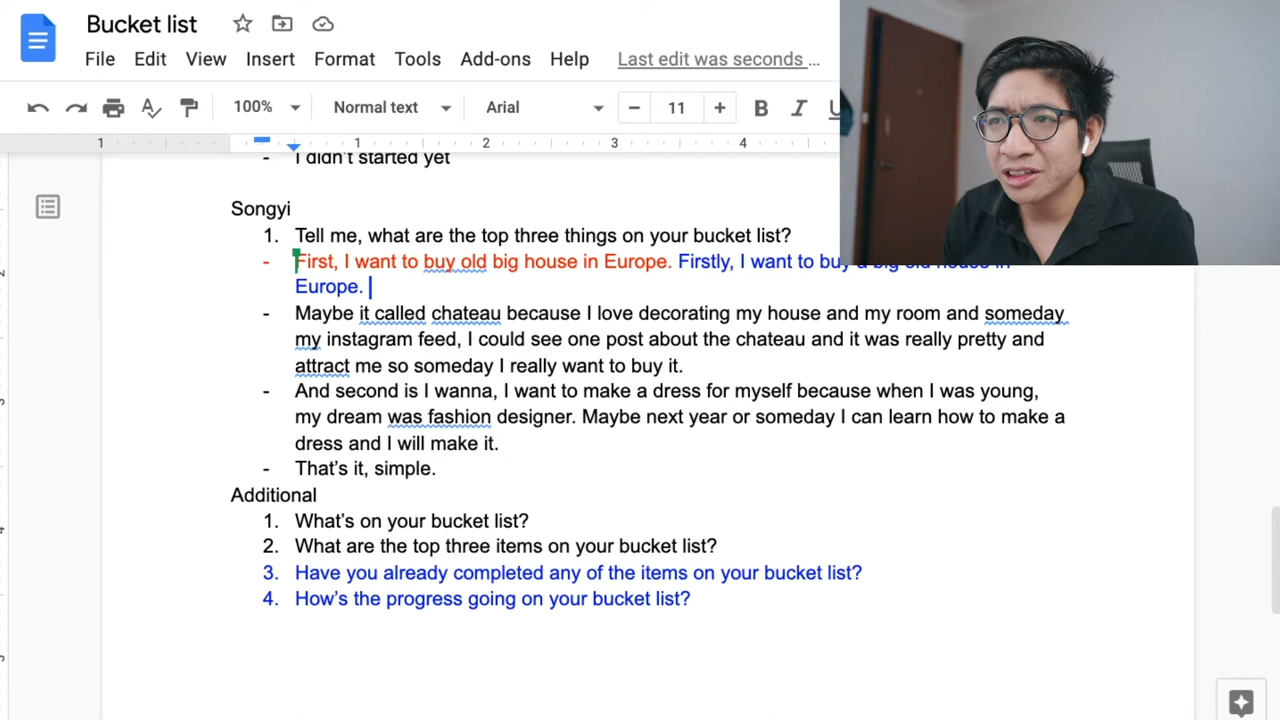 Bucket list
File Edit View Insert Format Tools Add-ons Help Last edit was seconds ...
100% Normal text Arial − 11 + B I U
1 1 2 3 4
- I didn't started yet
Songyi
1. Tell me, what are the top three things on your bucket list?
- First, I want to buy old big house in Europe. Firstly, I want to buy a big old house in
Europe.
- Maybe it called chateau because I love decorating my house and my room and someday
my instagram feed, I could see one post about the chateau and it was really pretty and
attract me so someday I really want to buy it.
- And second is I wanna, I want to make a dress for myself because when I was young,
my dream was fashion designer. Maybe next year or someday I can learn how to make a
dress and I will make it.
- That's it, simple.
Additional
1. What's on your bucket list?
2. What are the top three items on your bucket list?
3. Have you already completed any of the items on your bucket list?
4. How's the progress going on your bucket list?